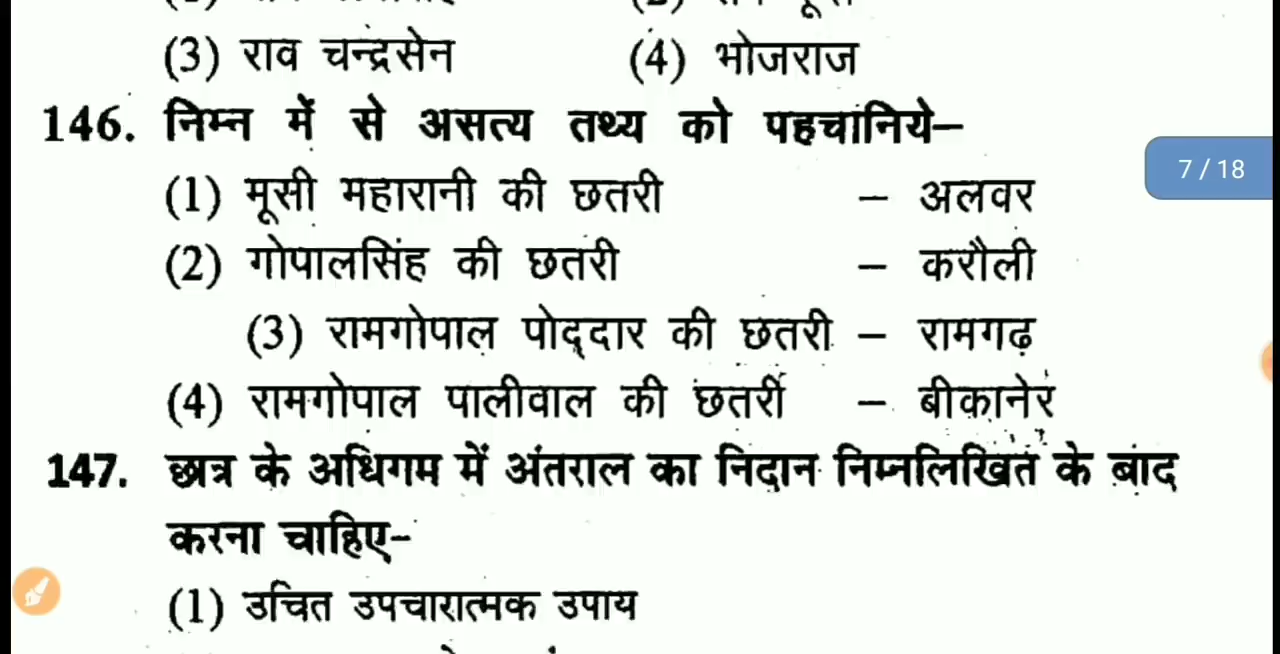 (3) राव चन्द्रसेन (4) भोजराज
146. निम्न में से असत्य तथ्य को पहचानिये–
(1) मूसी महारानी की छतरी – अलवर
7 / 18
(2) गोपालसिंह की छतरी – करौली
(3) रामगोपाल पोद्दार की छतरी – रामगढ़
(4) रामगोपाल पालीवाल की छतरी – बीकानेर
147. छात्र के अधिगम में अंतराल का निदान निम्नलिखित के बाद
करना चाहिए-
(1) उचित उपचारात्मक उपाय